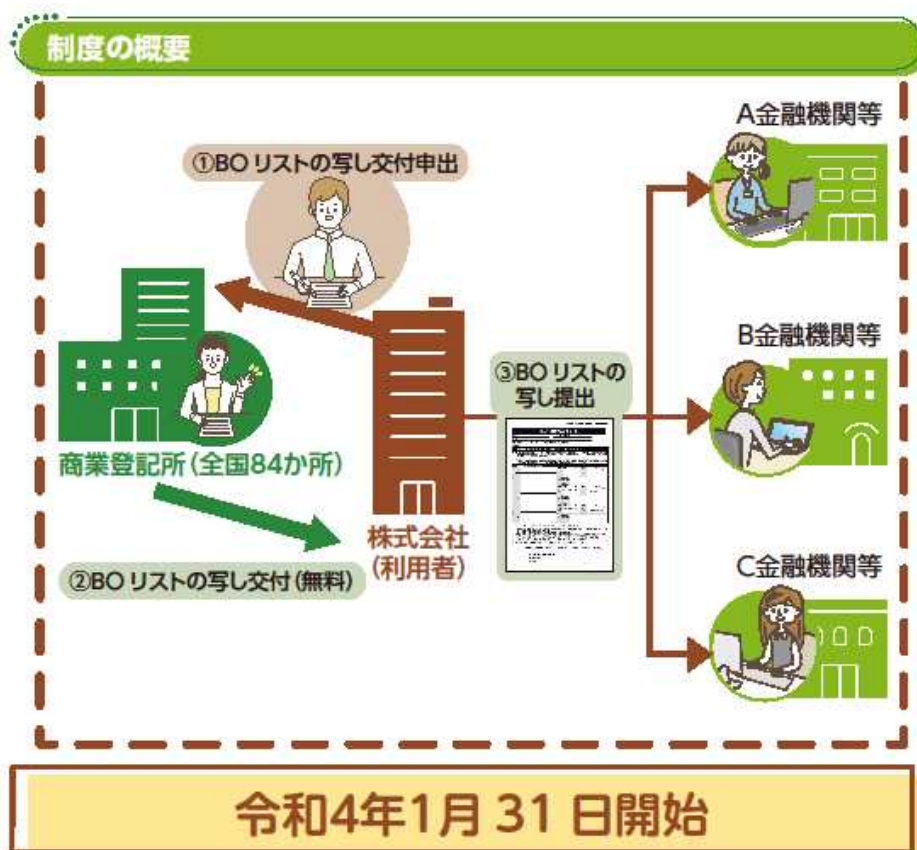 制度の概要
A金融機関等
①BOリストの写し交付申出
B金融機関等
③BOリストの
写し提出
商業登記所(全国84か所)
株式会社
(利用者)
②BOリストの写し交付(無料)
C金融機関等
令和4年1月31日開始